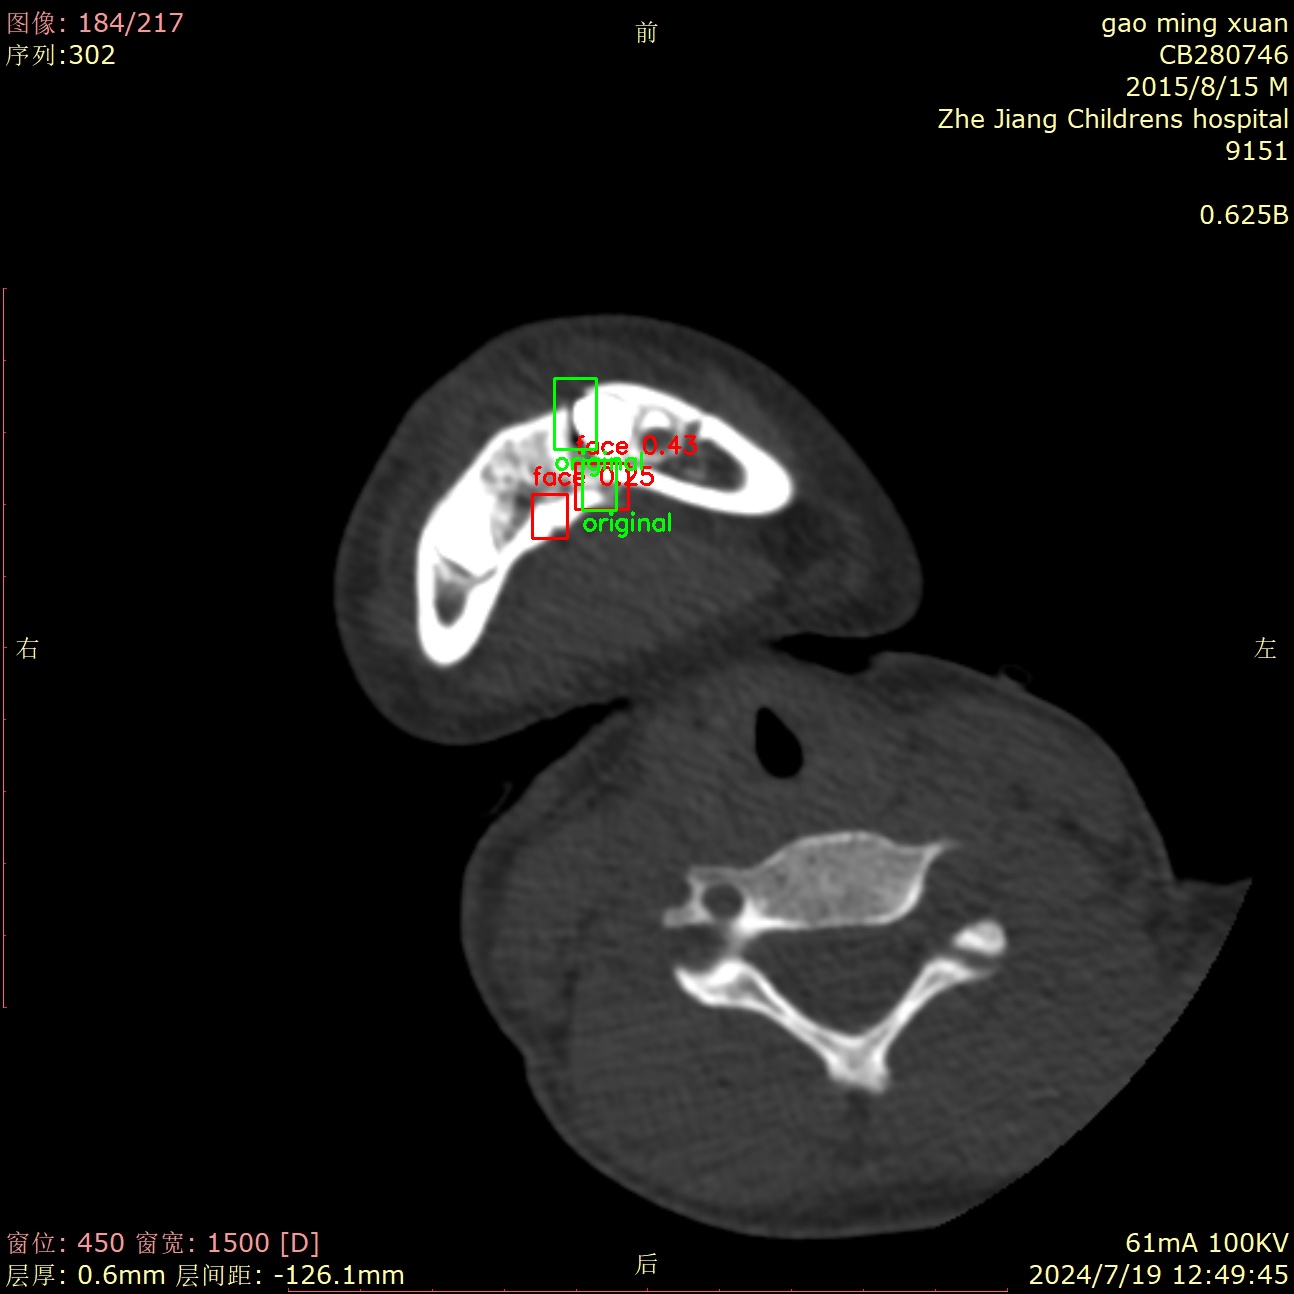 图像: 184/217
序列:302
前
gao ming xuan
CB280746
2015/8/15 M
Zhe Jiang Childrens hospital
9151
0.625B
face 0.43
original
face 0.25
original
右
左
窗位: 450 窗宽: 1500 [D]
层厚: 0.6mm 层间距: -126.1mm
后
61mA 100KV
2024/7/19 12:49:45